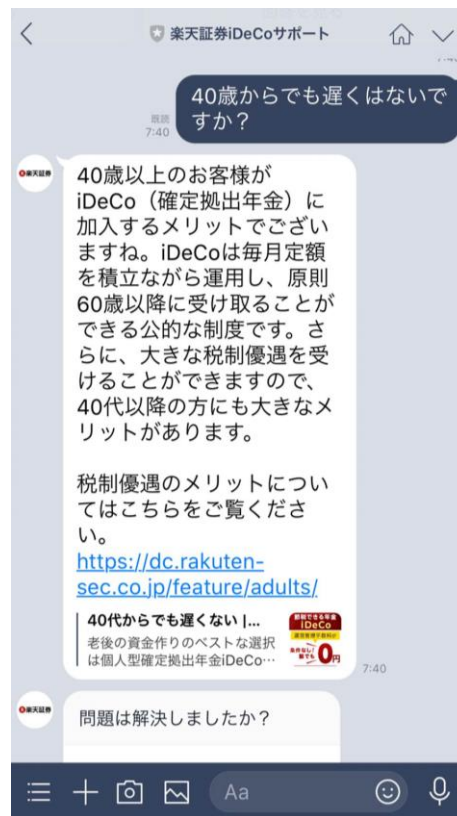 楽天証券iDeCoサポート
40歳からでも遅くはないで
すか？
既読
7:40
楽天証券
40歳以上のお客様が
iDeCo（確定拠出年金）に
加入するメリットでござい
ますね。iDeCoは毎月定額
を積立ながら運用し、原則
60歳以降に受け取ることが
できる公的な制度です。さ
らに、大きな税制優遇を受
けることができますので、
40代以降の方にも大きなメ
リットがあります。
税制優遇のメリットについ
てはこちらをご覧くださ
い。
https://dc.rakuten-
sec.co.jp/feature/adults/
40代からでも遅くない |...
老後の資金作りのベストな選択
は個人型確定拠出年金iDeCo…
節税できる年金
iDeCo
0円
7:40
楽天証券
問題は解決しましたか？
Aa